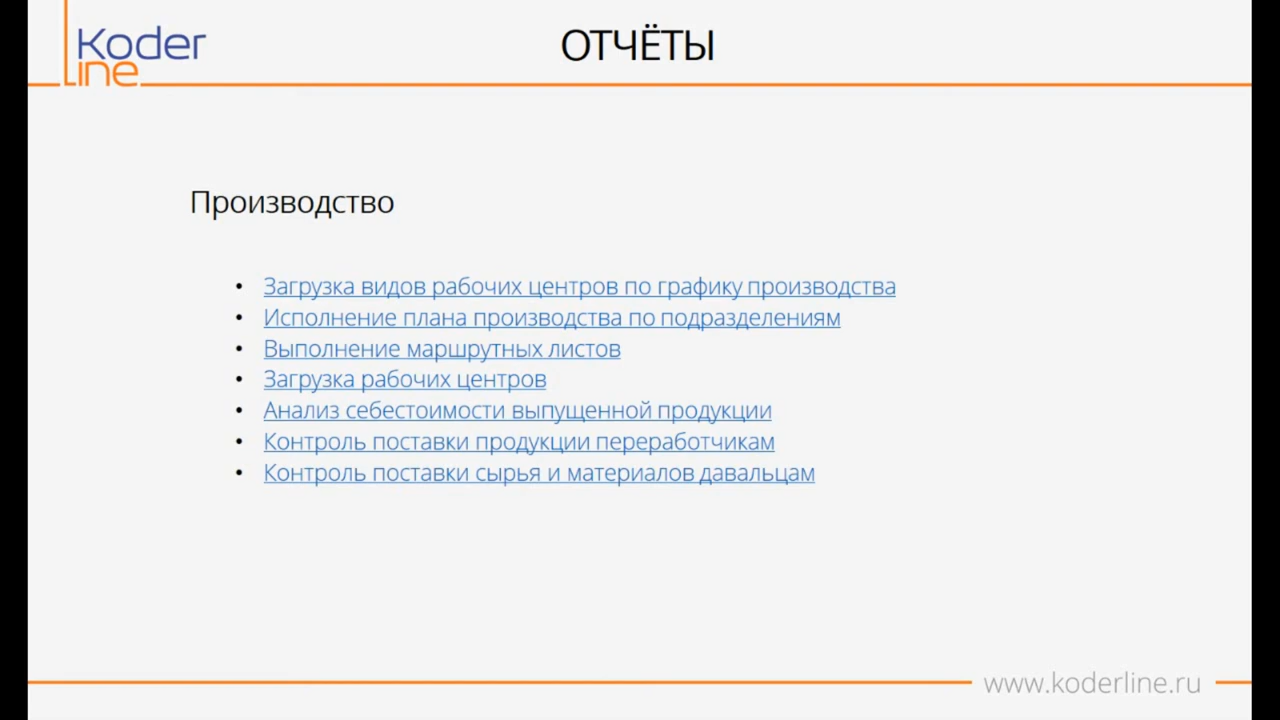 Koder
line
ОТЧЁТЫ
Производство
• Загрузка видов рабочих центров по графику производства
• Исполнение плана производства по подразделениям
• Выполнение маршрутных листов
• Загрузка рабочих центров
• Анализ себестоимости выпущенной продукции
• Контроль поставки продукции переработчикам
• Контроль поставки сырья и материалов давальцам
www.koderline.ru